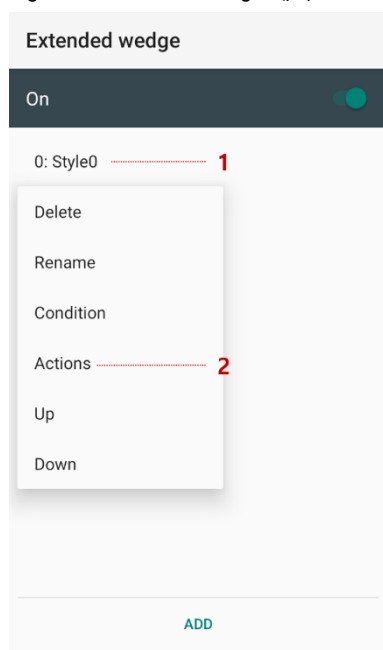 Extended wedge
On
0: Style0 1
Delete
Rename
Condition
Actions 2
Up
Down
ADD